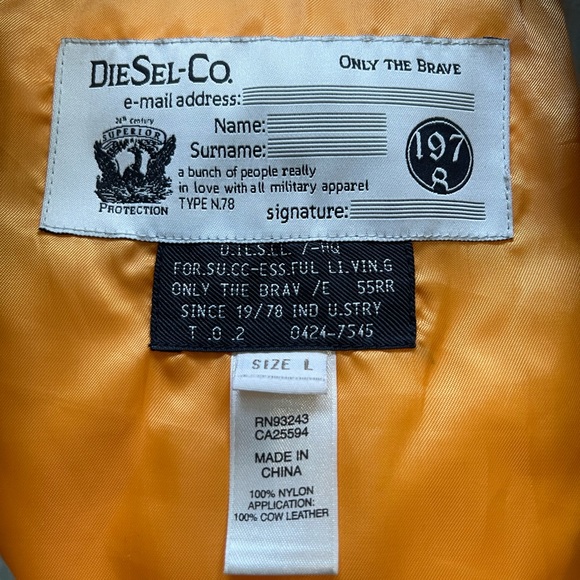 DIESEL-CO.
ONLY THE BRAVE
e-mail address:
Name:
Surname:
20th Century
SUPERIOR
PROTECTION
197
8
a bunch of people really
in love with all military apparel
TYPE N.78
signature:
D.I.E.S.EL /-HQ
FOR.SU.CC-ESS.FUL LI.VIN.G
ONLY THE BRAV /E 55RR
SINCE 19/78 IND U.STRY
T .O .2 0424-7545
SIZE L
RN93243
CA25594
MADE IN
CHINA
100% NYLON
APPLICATION:
100% COW LEATHER